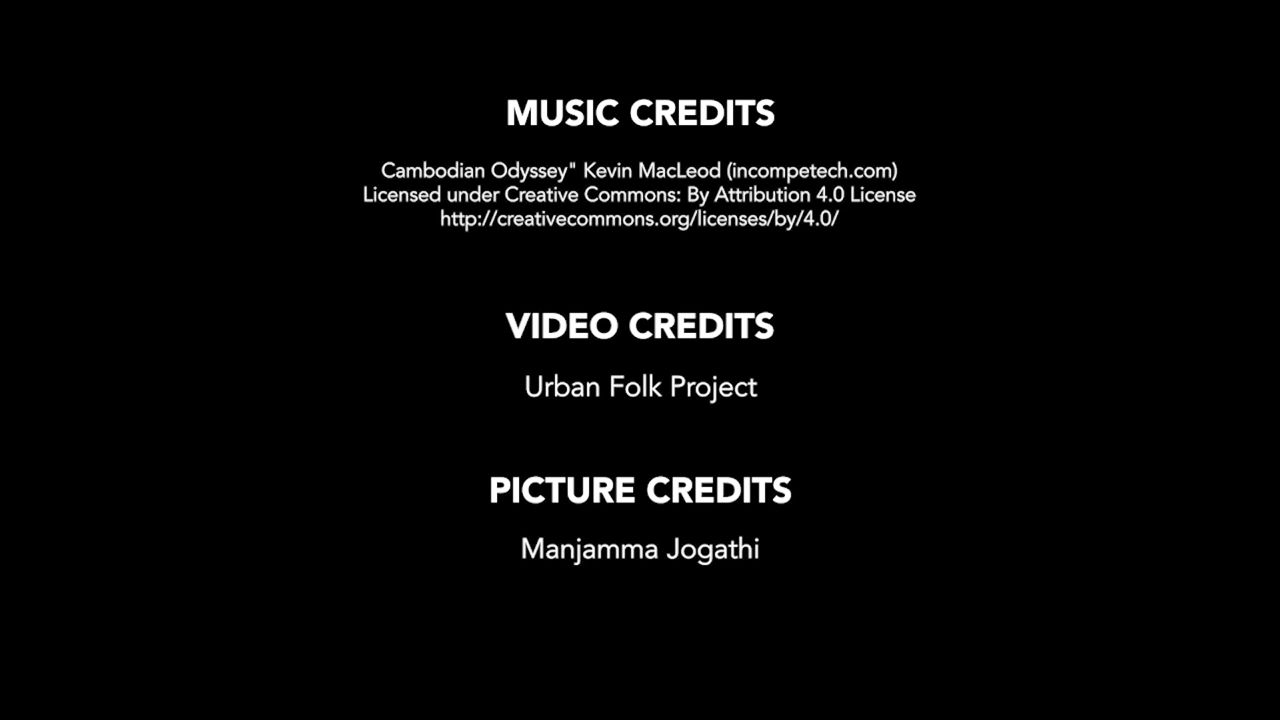 MUSIC CREDITS
Cambodian Odyssey" Kevin MacLeod (incompetech.com)
Licensed under Creative Commons: By Attribution 4.0 License
http://creativecommons.org/licenses/by/4.0/
VIDEO CREDITS
Urban Folk Project
PICTURE CREDITS
Manjamma Jogathi